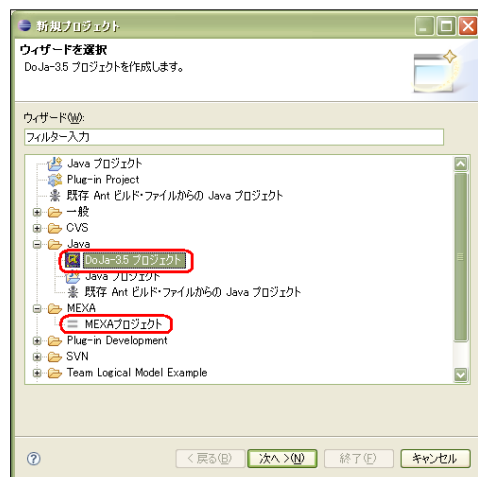 新規プロジェクト
ウィザードを選択
DoJa-3.5 プロジェクトを作成します。
ウィザード(W):
フィルター入力
Java プロジェクト
Plug-in Project
既存 Ant ビルド・ファイルからの Java プロジェクト
一般
CVS
Java
DoJa-3.5 プロジェクト
Java プロジェクト
既存 Ant ビルド・ファイルからの Java プロジェクト
MEXA
MEXAプロジェクト
Plug-in Development
SVN
Team Logical Model Example
< 戻る(B) 次へ >(N) 終了(F) キャンセル